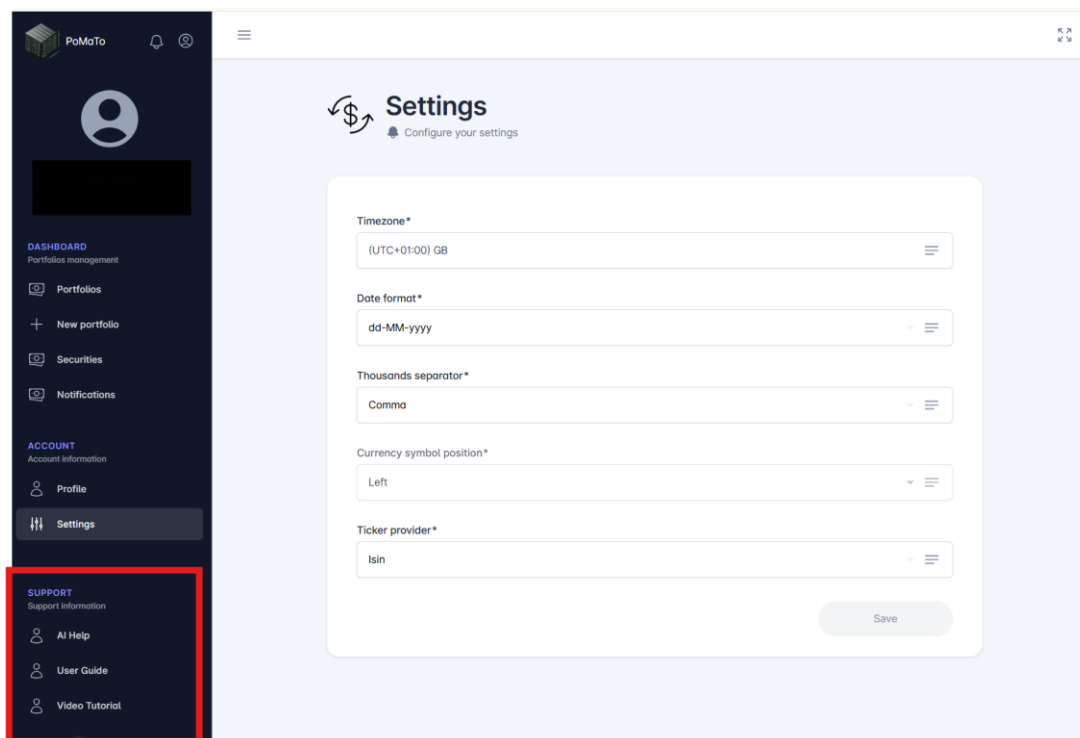 PoMaTo
Settings
Configure your settings
DASHBOARD
Portfolios management
Portfolios
New portfolio
Securities
Notifications
ACCOUNT
Account information
Profile
Settings
SUPPORT
Support information
AI Help
User Guide
Video Tutorial
Timezone*
(UTC+01:00) GB
Date format*
dd-MM-yyyy
Thousands separator*
Comma
Currency symbol position*
Left
Ticker provider*
Isin
Save